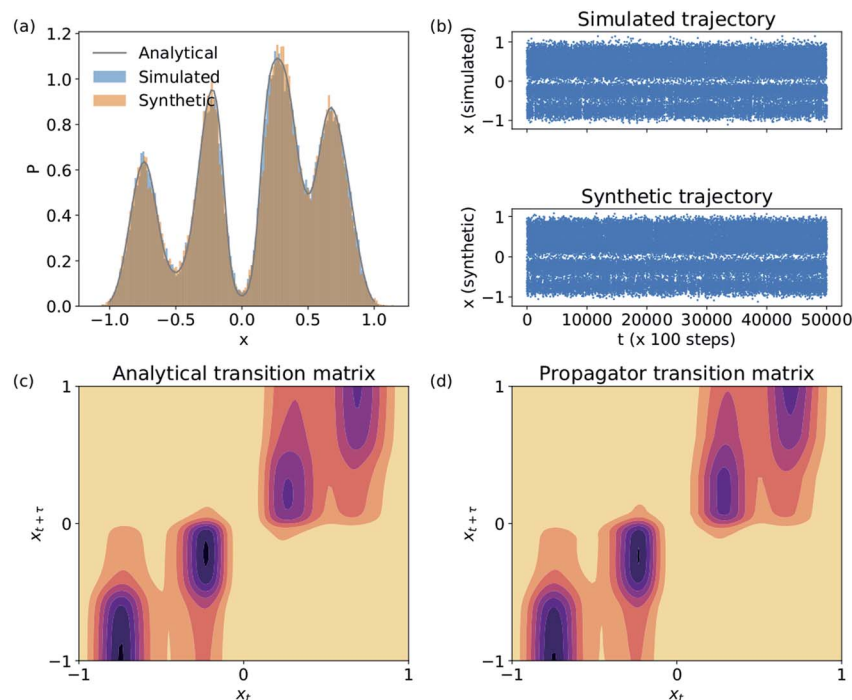 (a)
1.2
1.0
0.8
0.6
0.4
0.2
0.0
P
Analytical
Simulated
Synthetic
−1.0 −0.5 0.0 0.5 1.0
x
(b)
Simulated trajectory
x (simulated)
1
0
−1
Synthetic trajectory
x (synthetic)
1
0
−1
0 10000 20000 30000 40000 50000
t (x 100 steps)
(c)
Analytical transition matrix
1
0
−1
x_{t+τ}
0 1
x_t
(d)
Propagator transition matrix
1
0
−1
x_{t+τ}
0 1
x_t